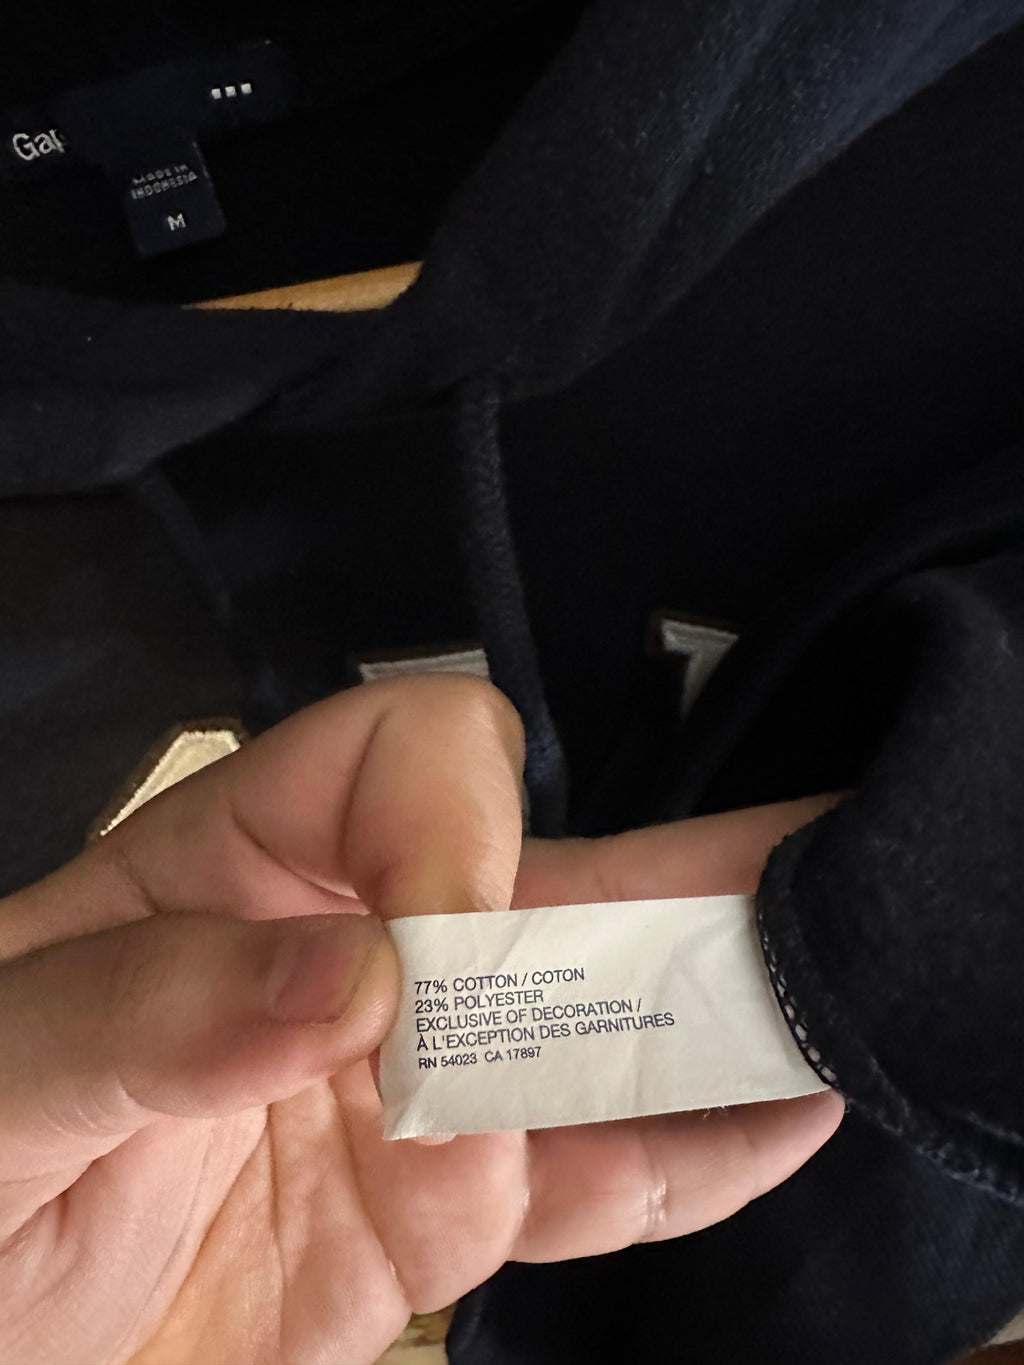 Gap
MADE IN
INDONESIA
M
77% COTTON / COTON
23% POLYESTER
EXCLUSIVE OF DECORATION /
À L'EXCEPTION DES GARNITURES
RN 54023 CA 17897